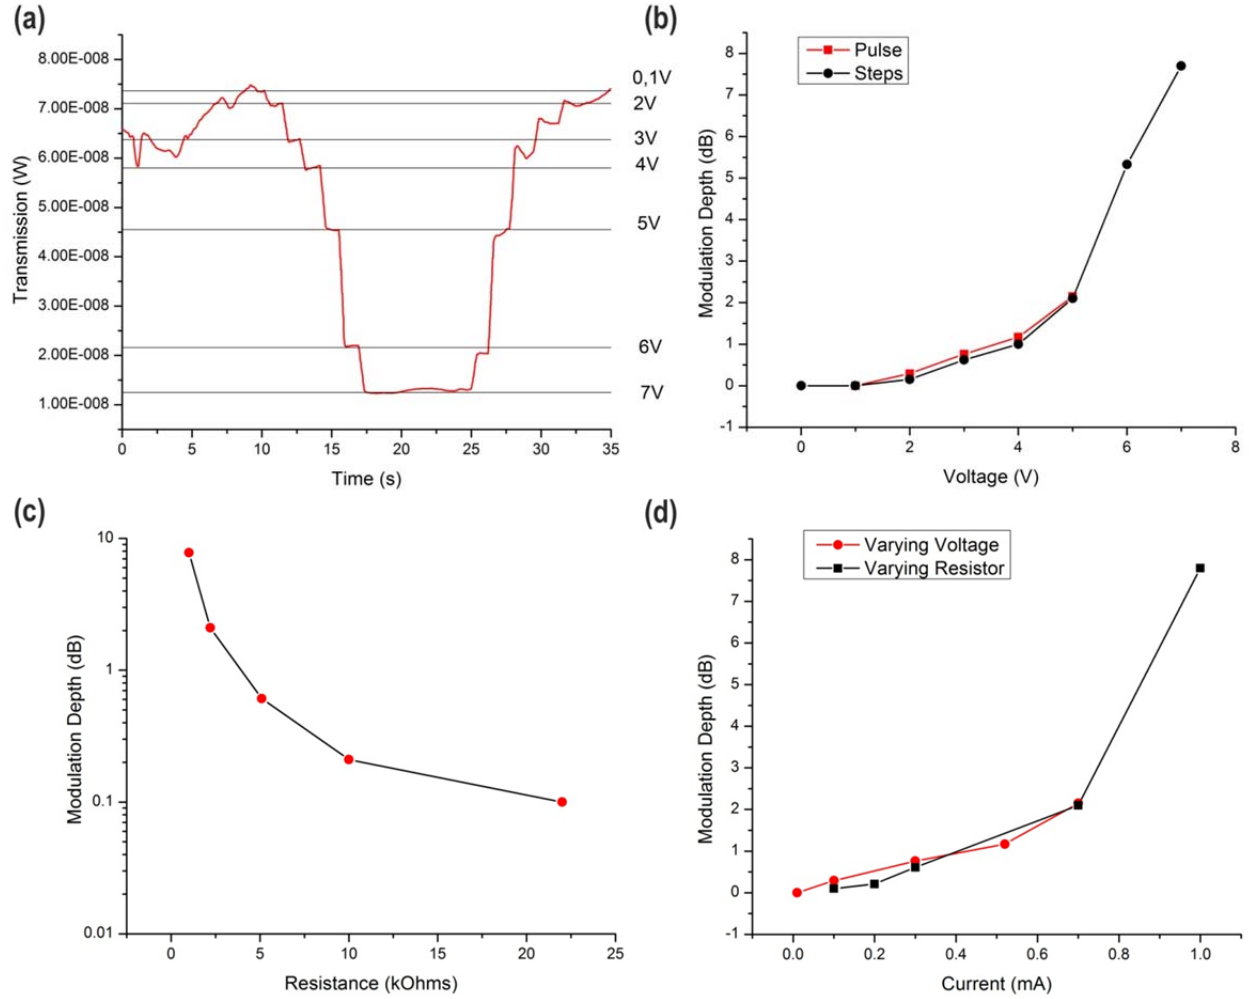 (a)
8.00E-008
7.00E-008
6.00E-008
5.00E-008
4.00E-008
3.00E-008
2.00E-008
1.00E-008
Transmission (W)
0 5 10 15 20 25 30 35
Time (s)
0,1V
2V
3V
4V
5V
6V
7V
(b)
Pulse
Steps
8
7
6
5
4
3
2
1
0
-1
Modulation Depth (dB)
0 2 4 6 8
Voltage (V)
(c)
10
1
0.1
0.01
Modulation Depth (dB)
0 5 10 15 20 25
Resistance (kOhms)
(d)
Varying Voltage
Varying Resistor
8
7
6
5
4
3
2
1
0
-1
Modulation Depth (dB)
0.0 0.2 0.4 0.6 0.8 1.0
Current (mA)